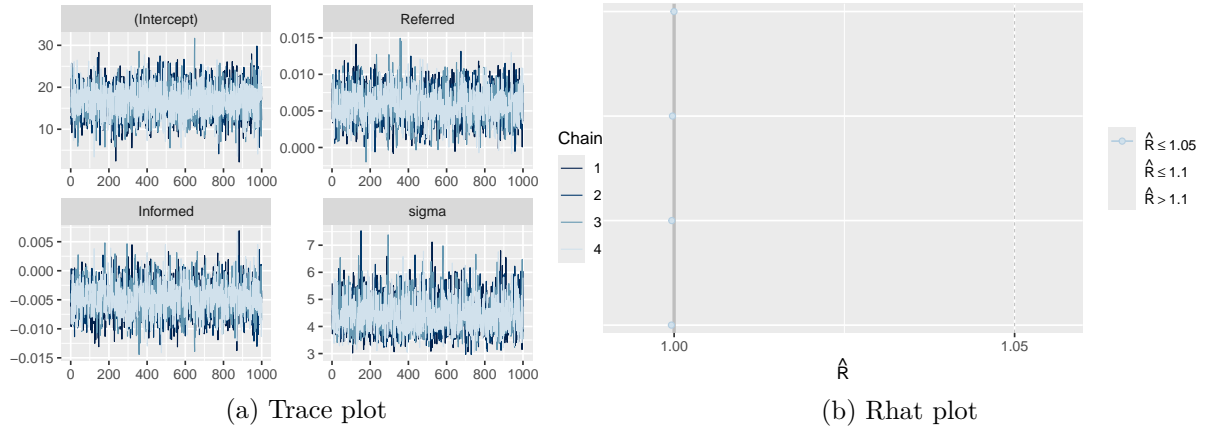 (Intercept)
Referred
30
20
10
0.015
0.010
0.005
0.000
0 200 400 600 800 1000
0 200 400 600 800 1000
Informed
sigma
0.005
0.000
−0.005
−0.010
−0.015
7
6
5
4
3
0 200 400 600 800 1000
0 200 400 600 800 1000
Chain
1
2
3
4
(a) Trace plot
1.00
1.05
R̂
R̂ ≤ 1.05
R̂ ≤ 1.1
R̂ > 1.1
(b) Rhat plot